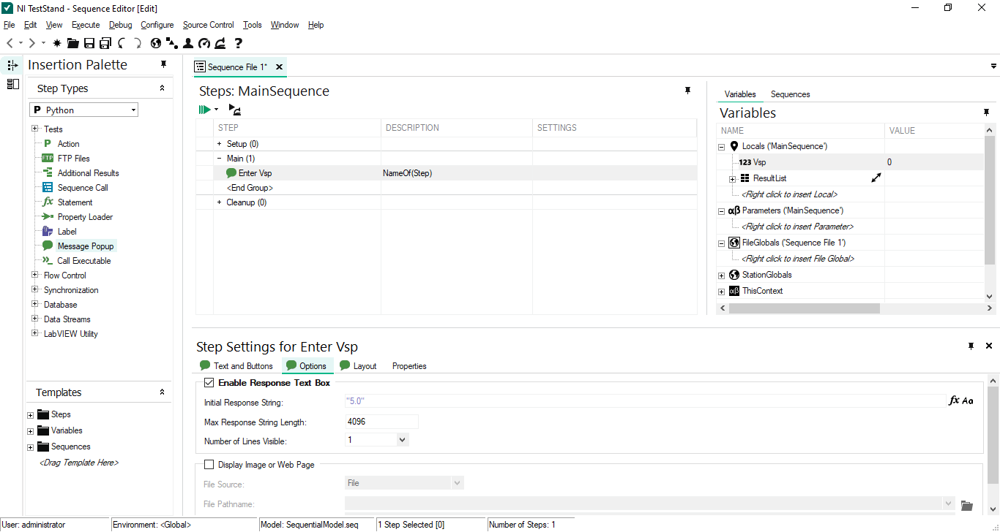 NI TestStand - Sequence Editor [Edit]
File Edit View Execute Debug Configure Source Control Tools Window Help
Insertion Palette
Step Types
Python
Tests
Action
FTP Files
Additional Results
Sequence Call
Statement
Property Loader
Label
Message Popup
Call Executable
Flow Control
Synchronization
Database
Data Streams
LabVIEW Utility
Templates
Steps
Variables
Sequences
<Drag Template Here>
Sequence File 1*
Steps: MainSequence
STEP DESCRIPTION SETTINGS
+ Setup (0)
− Main (1)
Enter Vsp NameOf(Step)
<End Group>
+ Cleanup (0)
Variables Sequences
Variables
NAME VALUE
Locals ('MainSequence')
123 Vsp 0
ResultList
<Right click to insert Local>
αβ Parameters ('MainSequence')
<Right click to insert Parameter>
FileGlobals ('Sequence File 1')
<Right click to insert File Global>
StationGlobals
αβ ThisContext
Step Settings for Enter Vsp
Text and Buttons Options Layout Properties
Enable Response Text Box
Initial Response String: "5.0" fx Aa
Max Response String Length: 4096
Number of Lines Visible: 1
Display Image or Web Page
File Source: File
File Pathname:
User: administrator Environment: <Global> Model: SequentialModel.seq 1 Step Selected [0] Number of Steps: 1